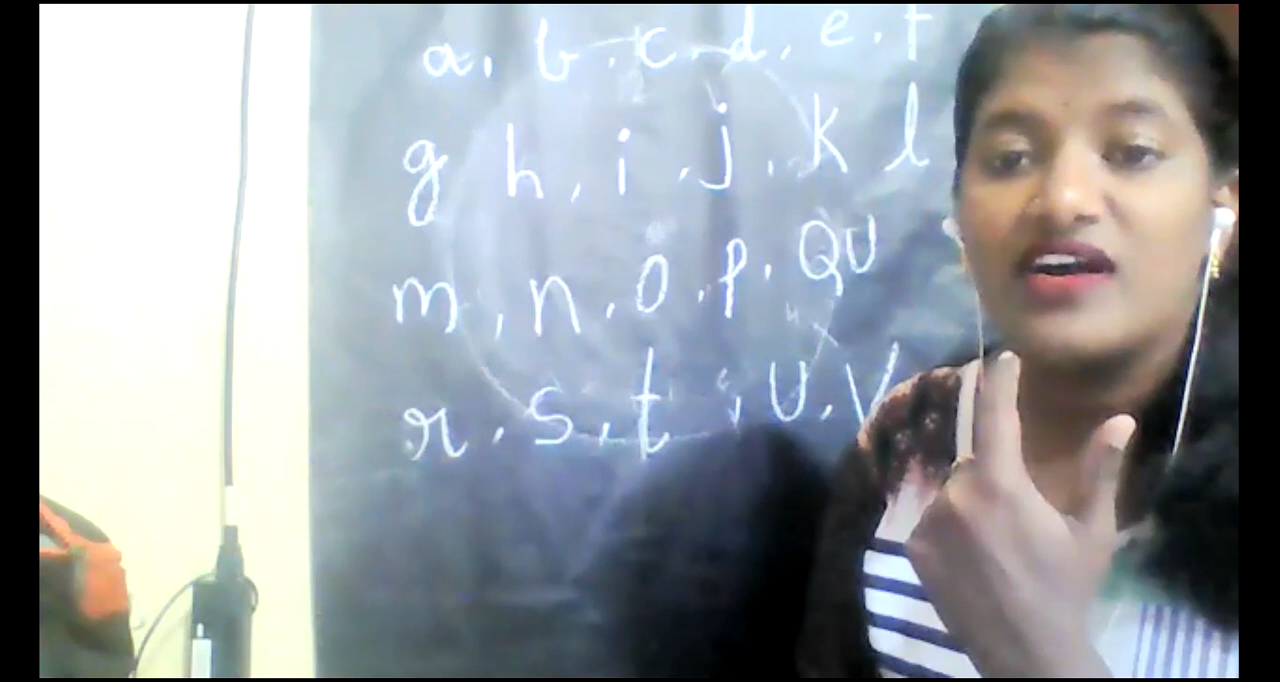 a, b, c, d, e, f
g h, i, j, k l
m, n, o, p, QU
r, s, t, U, V